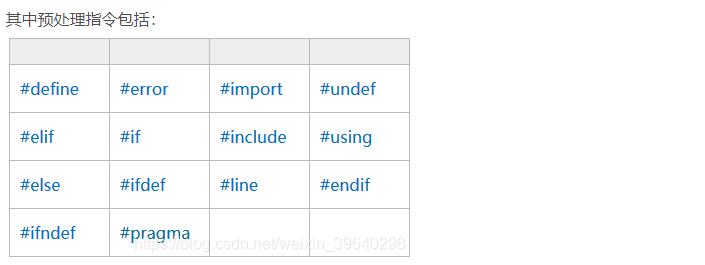 其中预处理指令包括：
#define #error #import #undef
#elif #if #include #using
#else #ifdef #line #endif
#ifndef #pragma
https://blog.csdn.net/weixin_39640298